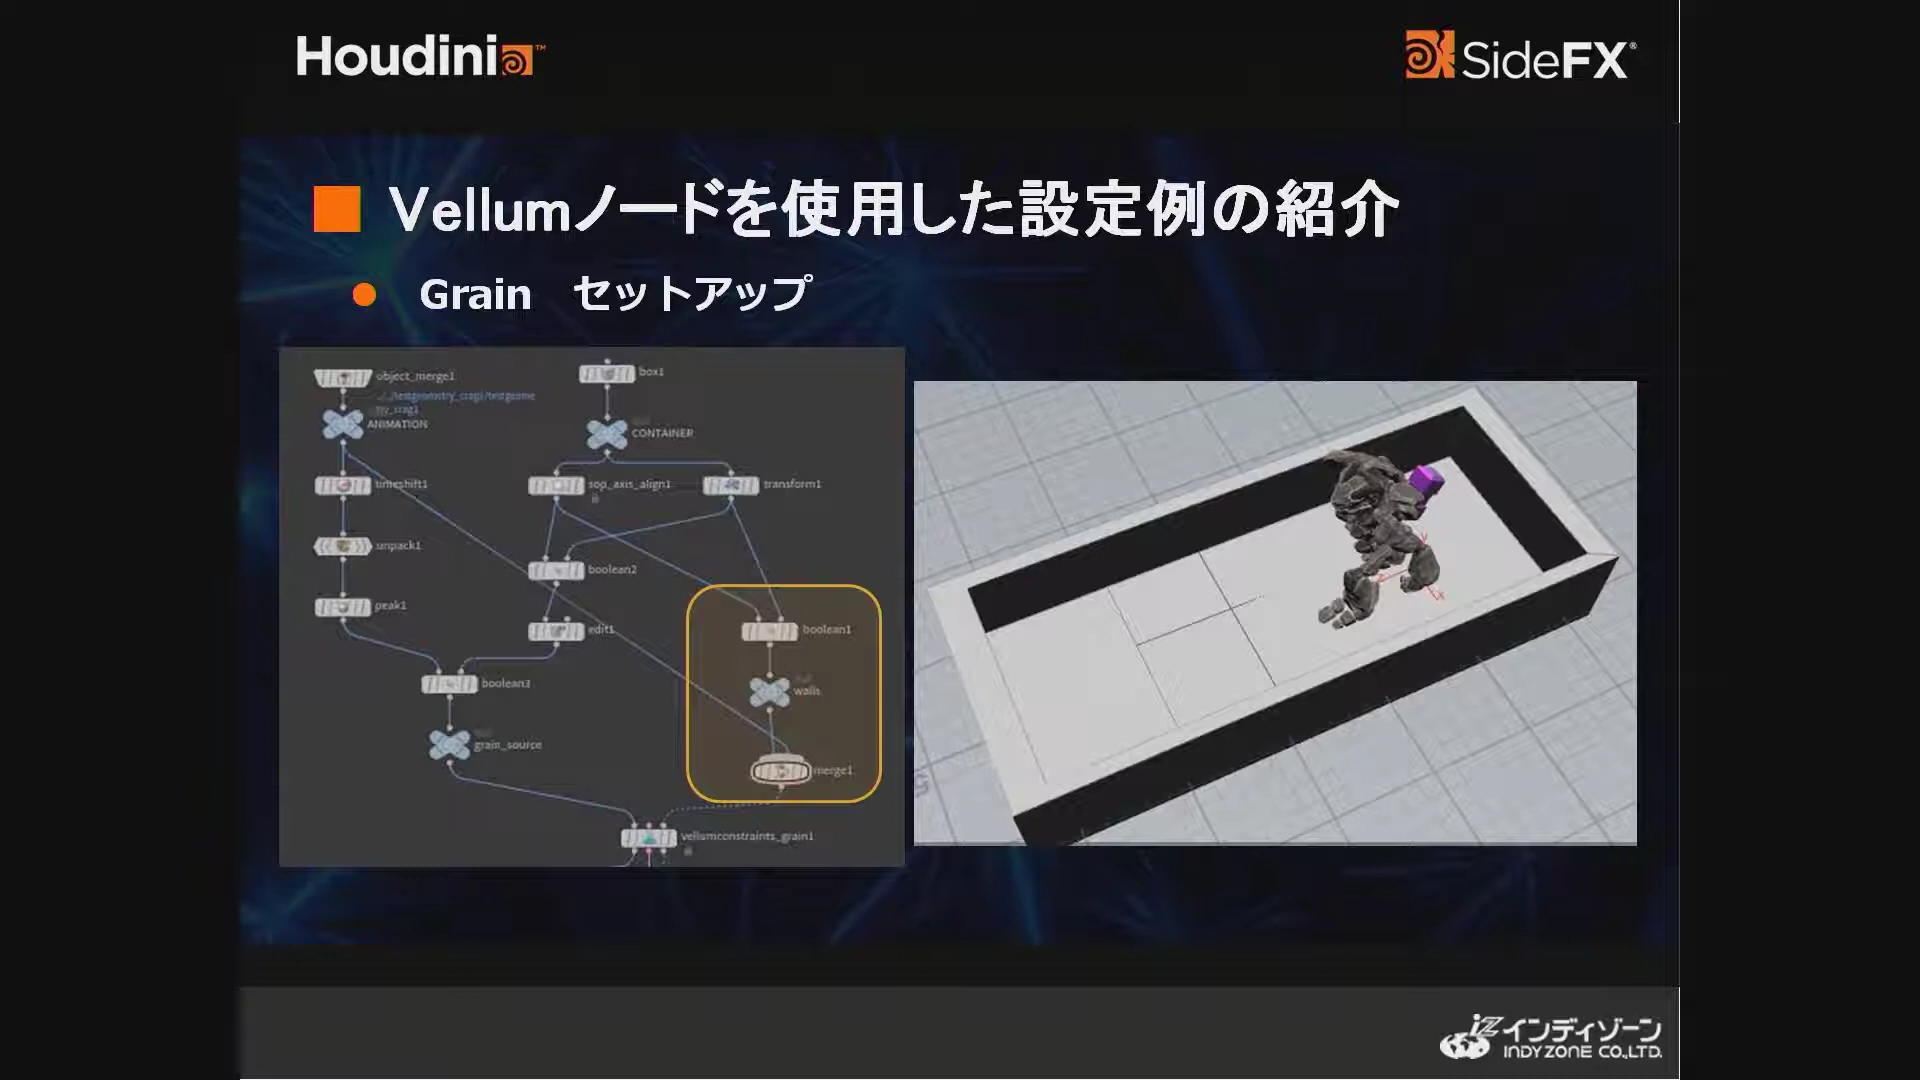 Houdini™
SideFX®
Vellumノードを使用した設定例の紹介
Grain　セットアップ
object_merge1
ANIMATION
timeshift1
unpack1
peak1
box1
CONTAINER
sop_axis_align1
transform1
boolean2
edit1
boolean1
walls
merge1
boolean3
grain_source
vellumconstraints_grain1
iZ インディゾーン
INDYZONE CO.,LTD.